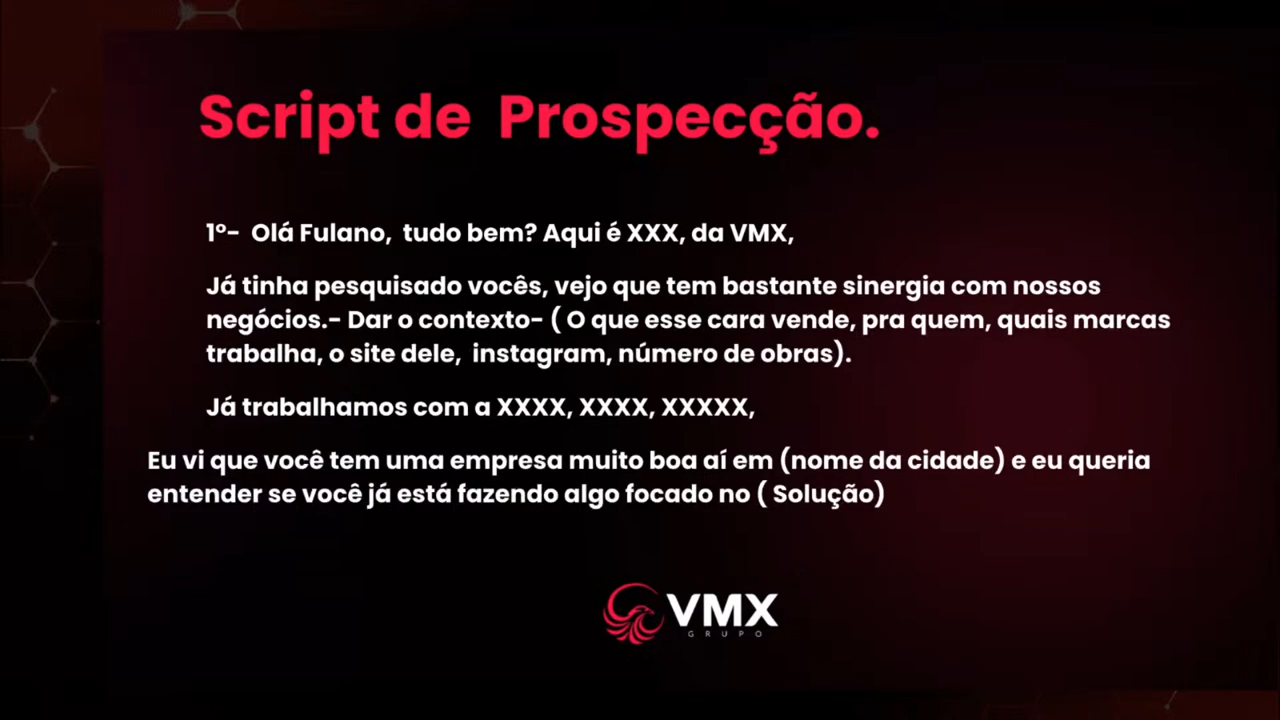 Script de  Prospecção.
1º-  Olá Fulano,  tudo bem? Aqui é XXX, da VMX,
Já tinha pesquisado vocês, vejo que tem bastante sinergia com nossos
negócios.- Dar o contexto- ( O que esse cara vende, pra quem, quais marcas
trabalha, o site dele,  instagram, número de obras).
Já trabalhamos com a XXXX, XXXX, XXXXX,
Eu vi que você tem uma empresa muito boa aí em (nome da cidade) e eu queria
entender se você já está fazendo algo focado no ( Solução)
VMX
GRUPO